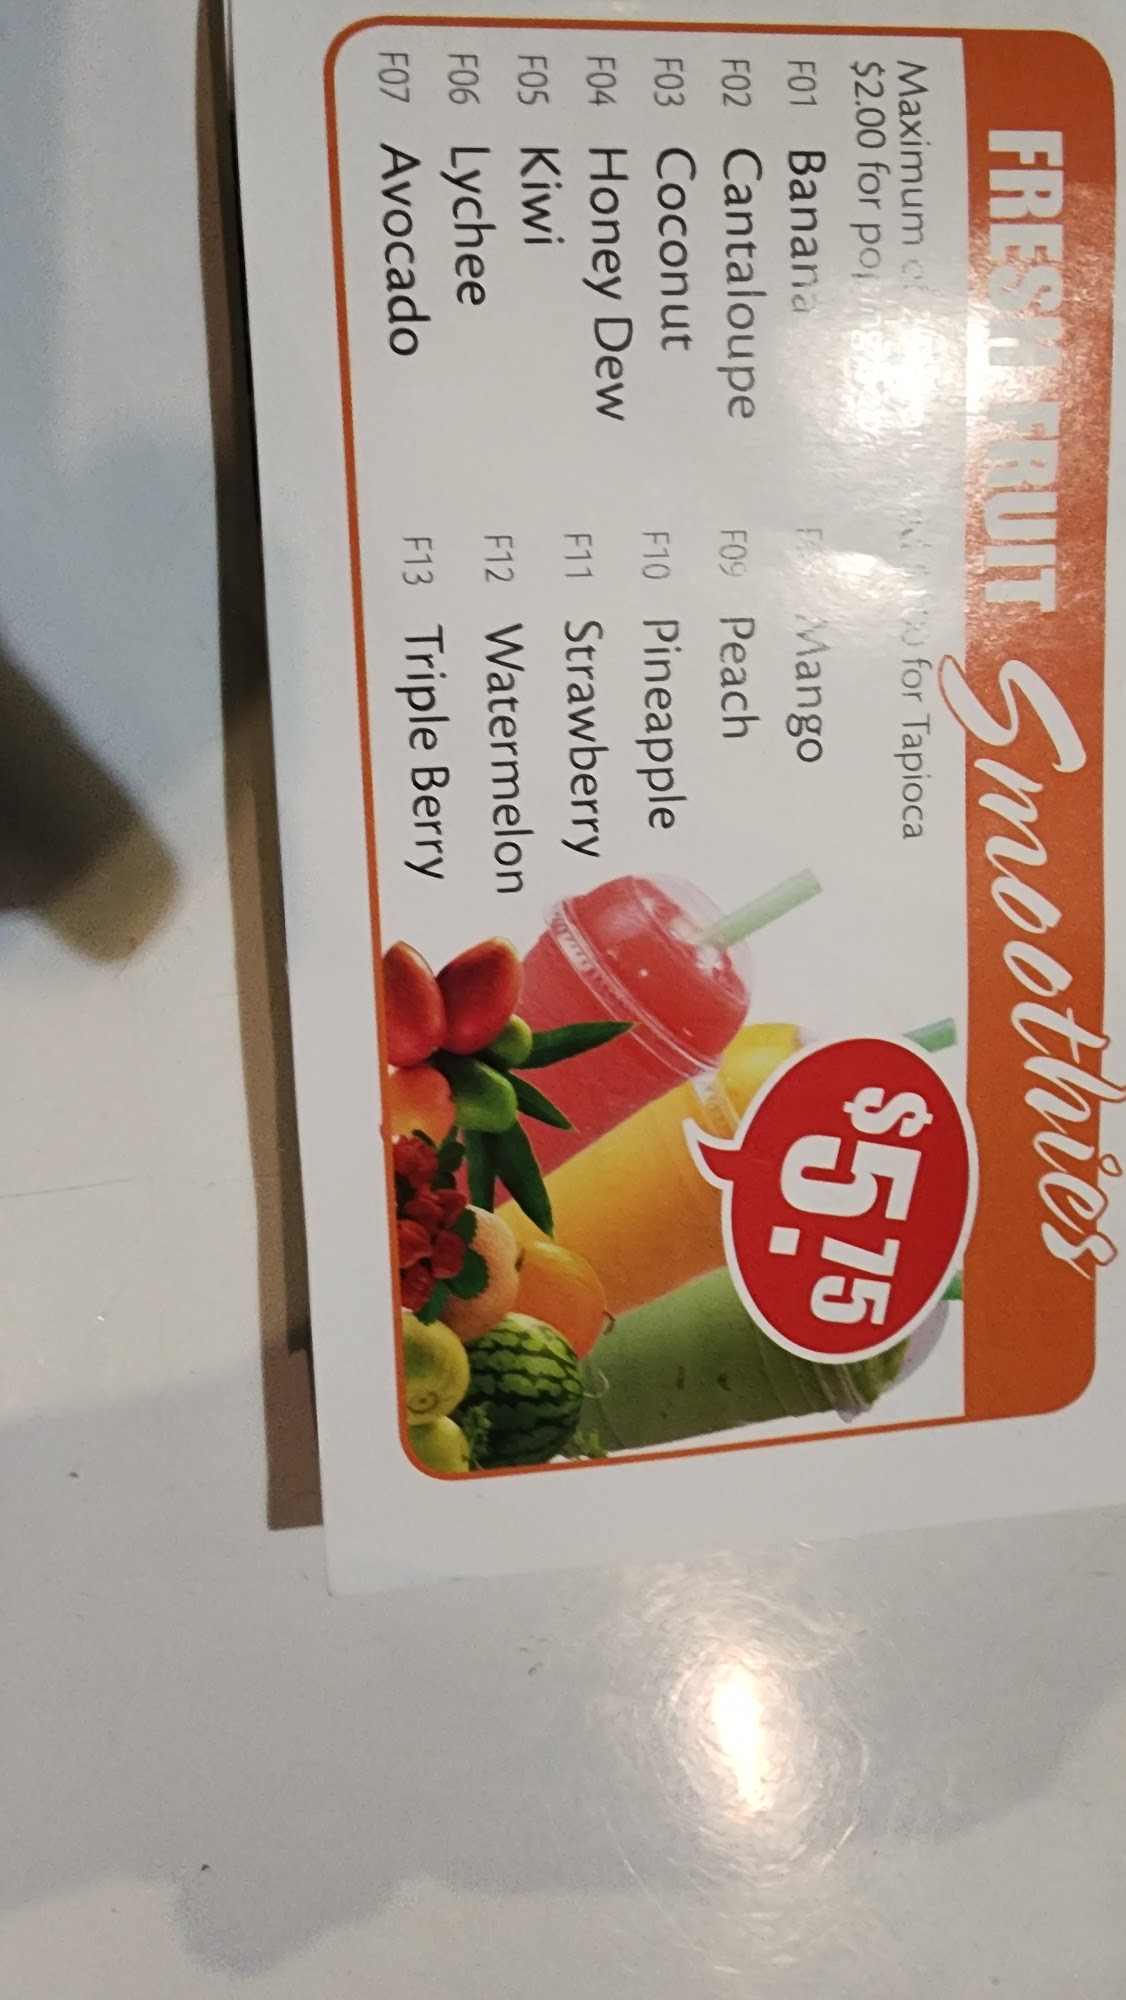 FRESH FRUIT Smoothies
Maximum for Tapioca
$2.00 for
$5.75
F01 Banana
F02 Cantaloupe
F03 Coconut
F04 Honey Dew
F05 Kiwi
F06 Lychee
F07 Avocado
Mango
F09 Peach
F10 Pineapple
F11 Strawberry
F12 Watermelon
F13 Triple Berry